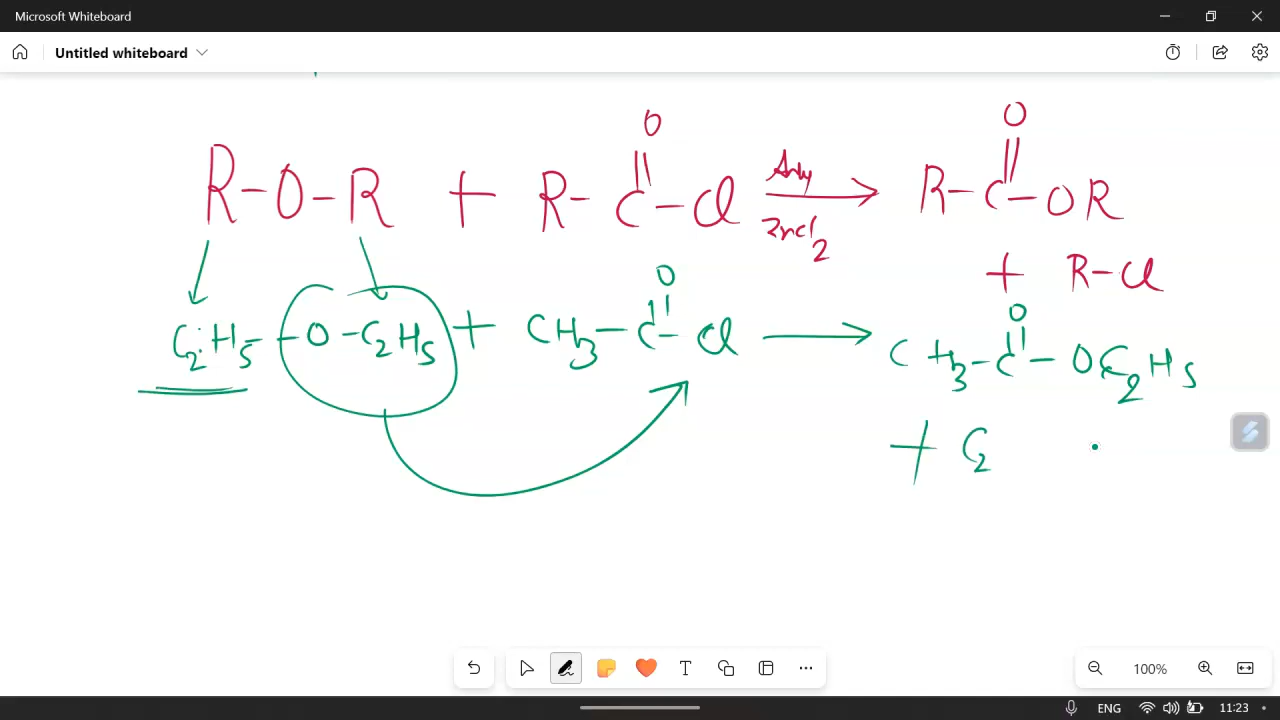 Microsoft Whiteboard
Untitled whiteboard
R-O-R + R-C(=O)-Cl Anhy ZnCl2 → R-C(=O)-OR
+ R-Cl
C2H5-O-C2H5 + CH3-C(=O)-Cl → CH3-C(=O)-OC2H5
+ C2
T
100%
ENG 11:23